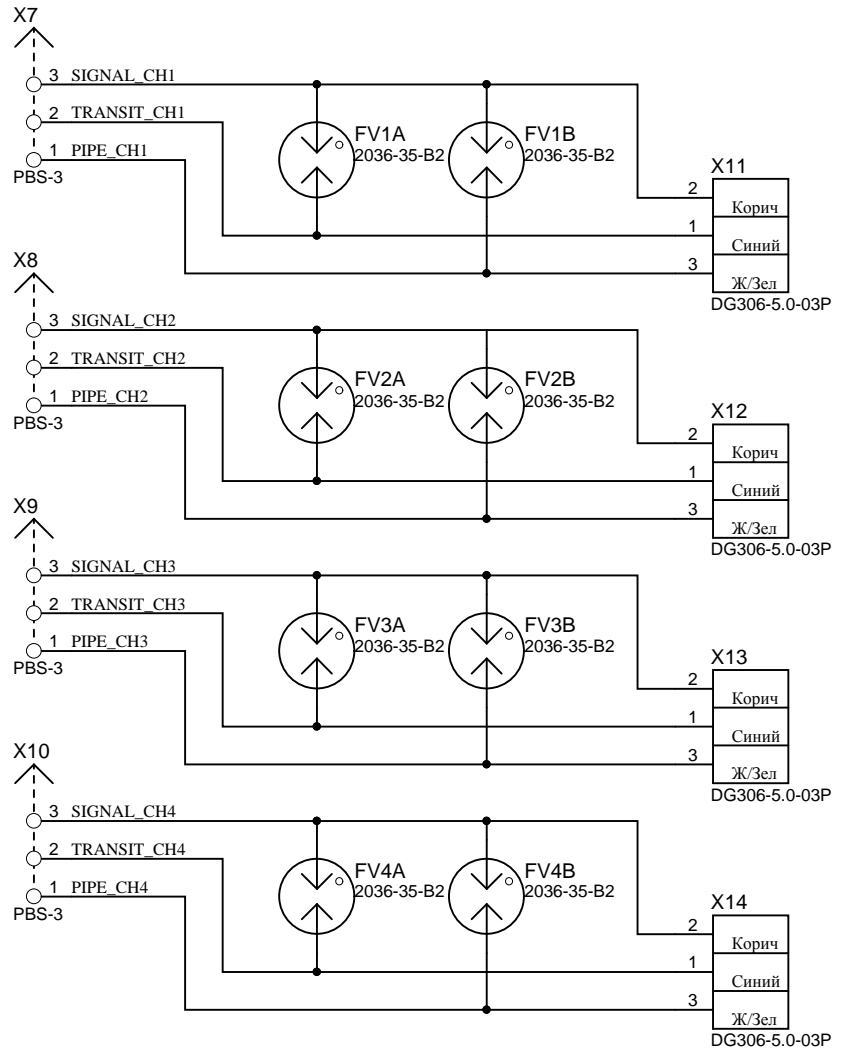 X7
3 SIGNAL_CH1
2 TRANSIT_CH1
1 PIPE_CH1
PBS-3
FV1A
2036-35-B2
FV1B
2036-35-B2
X11
2 Корич
1 Синий
3 Ж/Зел
DG306-5.0-03P
X8
3 SIGNAL_CH2
2 TRANSIT_CH2
1 PIPE_CH2
PBS-3
FV2A
2036-35-B2
FV2B
2036-35-B2
X12
2 Корич
1 Синий
3 Ж/Зел
DG306-5.0-03P
X9
3 SIGNAL_CH3
2 TRANSIT_CH3
1 PIPE_CH3
PBS-3
FV3A
2036-35-B2
FV3B
2036-35-B2
X13
2 Корич
1 Синий
3 Ж/Зел
DG306-5.0-03P
X10
3 SIGNAL_CH4
2 TRANSIT_CH4
1 PIPE_CH4
PBS-3
FV4A
2036-35-B2
FV4B
2036-35-B2
X14
2 Корич
1 Синий
3 Ж/Зел
DG306-5.0-03P